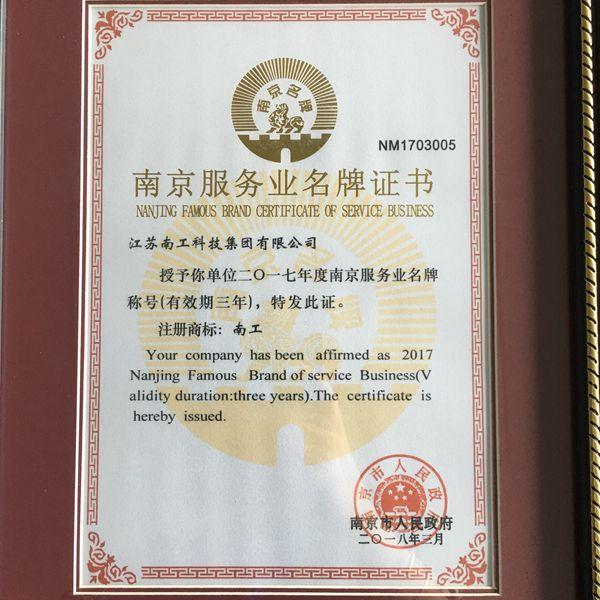 南京名牌
NM1703005
南京服务业名牌证书
NANJING FAMOUS BRAND CERTIFICATE OF SERVICE BUSINESS
江苏南工科技集团有限公司
授予你单位二〇一七年度南京服务业名牌
称号(有效期三年)，特发此证。
注册商标：南工
Your company has been affirmed as 2017
Nanjing Famous Brand of service Business(V
alidity duration:three years).The certificate is
hereby issued.
南京市人民政府
南京市人民政府
二〇一八年三月